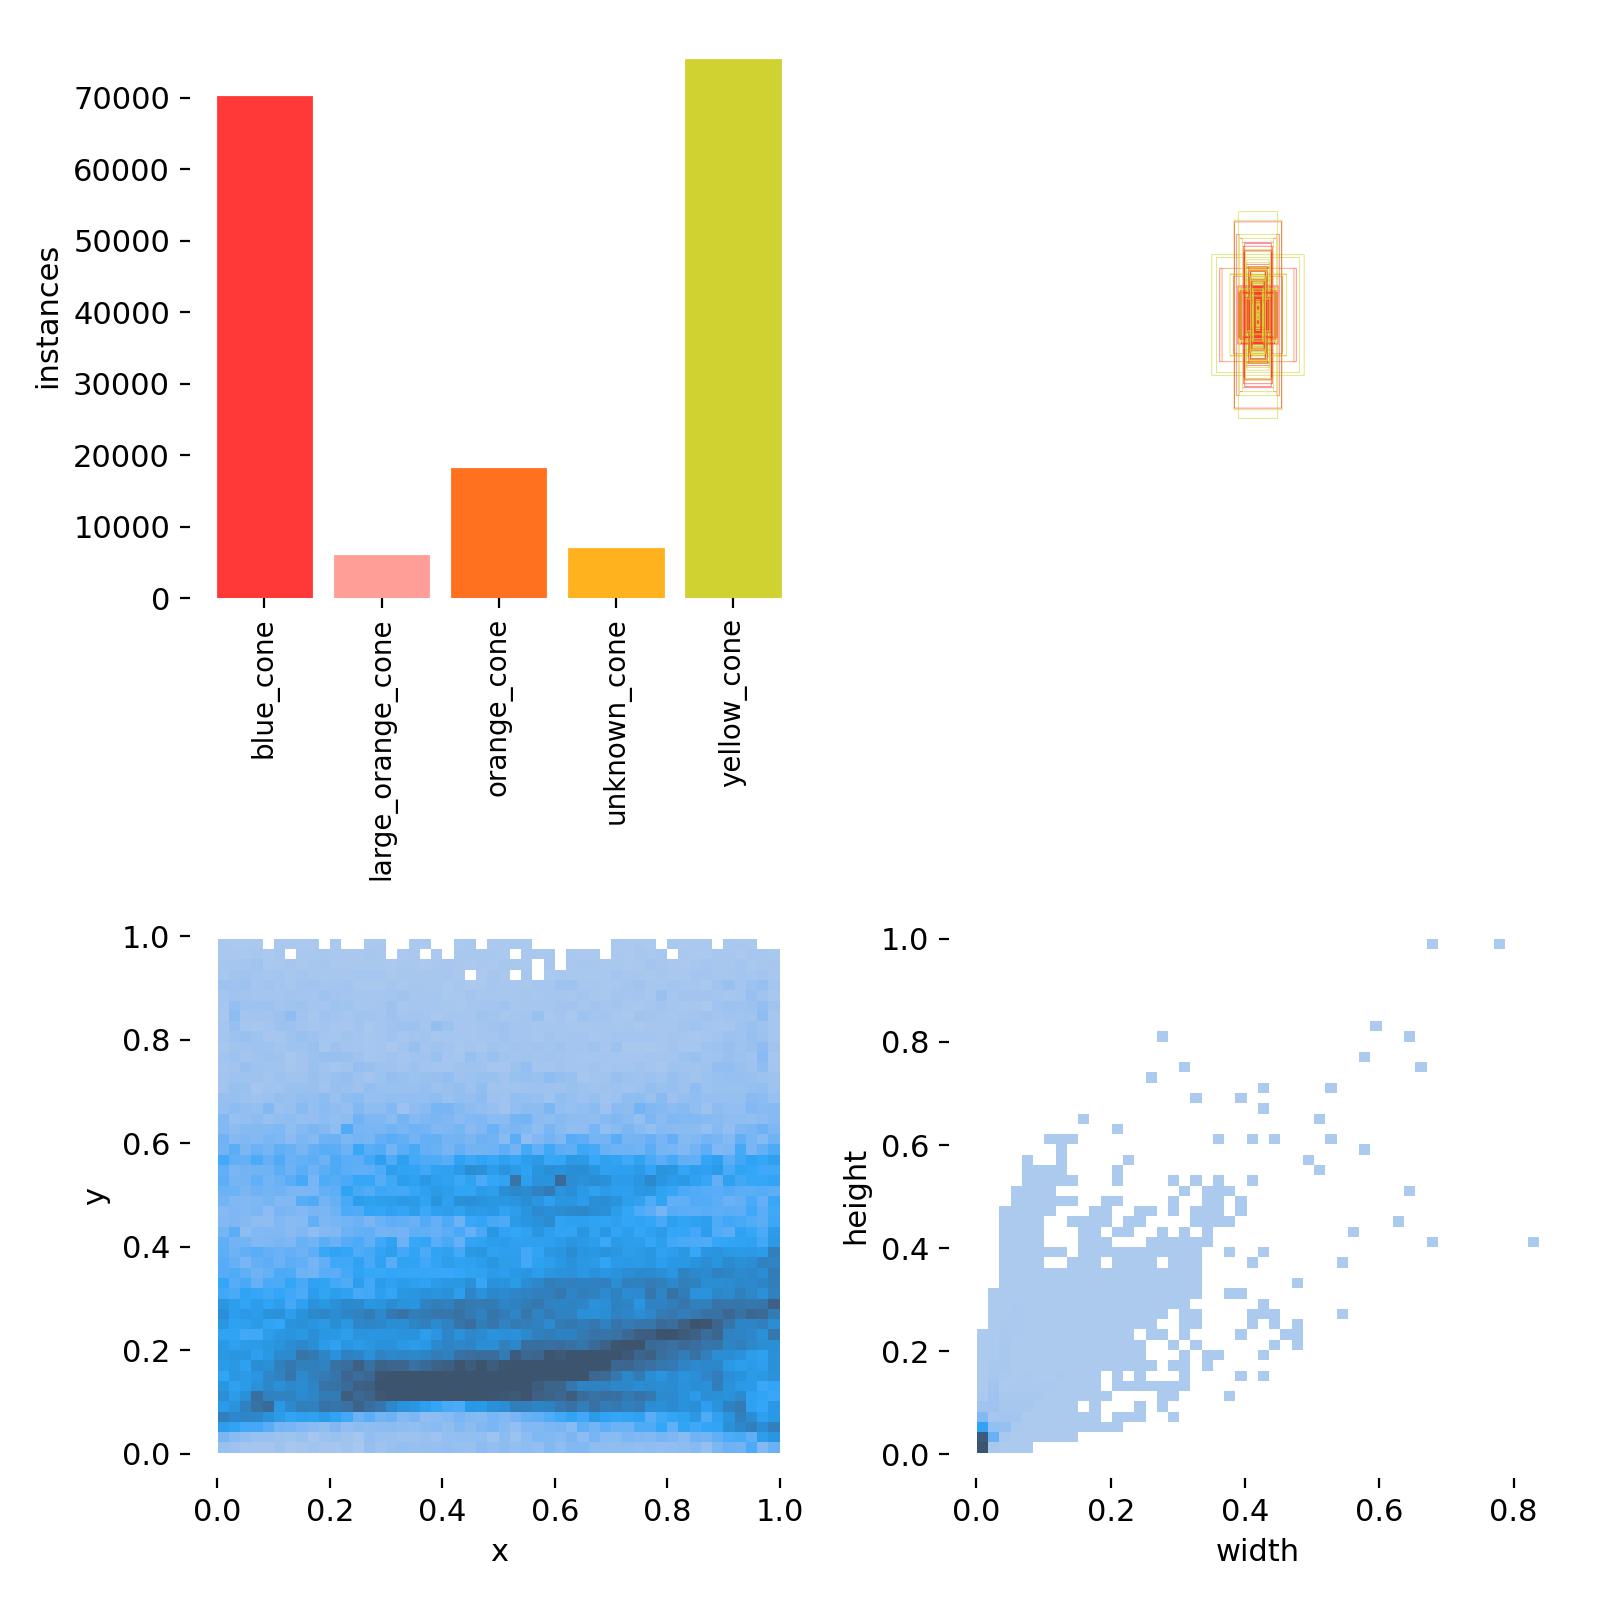 instances
70000
60000
50000
40000
30000
20000
10000
0
blue_cone
large_orange_cone
orange_cone
unknown_cone
yellow_cone
y
1.0
0.8
0.6
0.4
0.2
0.0
0.0 0.2 0.4 0.6 0.8 1.0
x
height
1.0
0.8
0.6
0.4
0.2
0.0
0.0 0.2 0.4 0.6 0.8
width